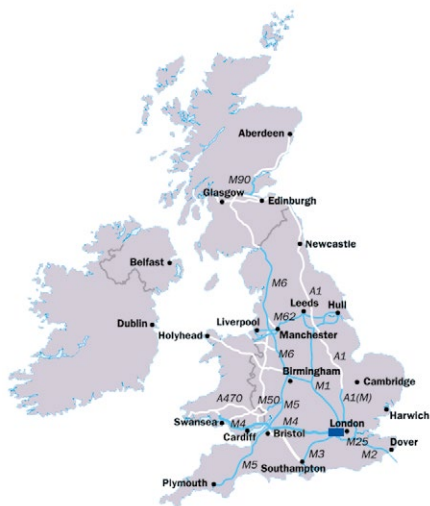 Aberdeen
M90
Glasgow
Edinburgh
Newcastle
Belfast
M6
A1
Leeds
Hull
Dublin
Liverpool
M62
Holyhead
Manchester
M6
A1
Birmingham
M1
Cambridge
A470
M50
A1(M)
M5
Harwich
Swansea
M4
M4
London
Cardiff
Bristol
M25
Dover
M3
M2
M5
Southampton
Plymouth